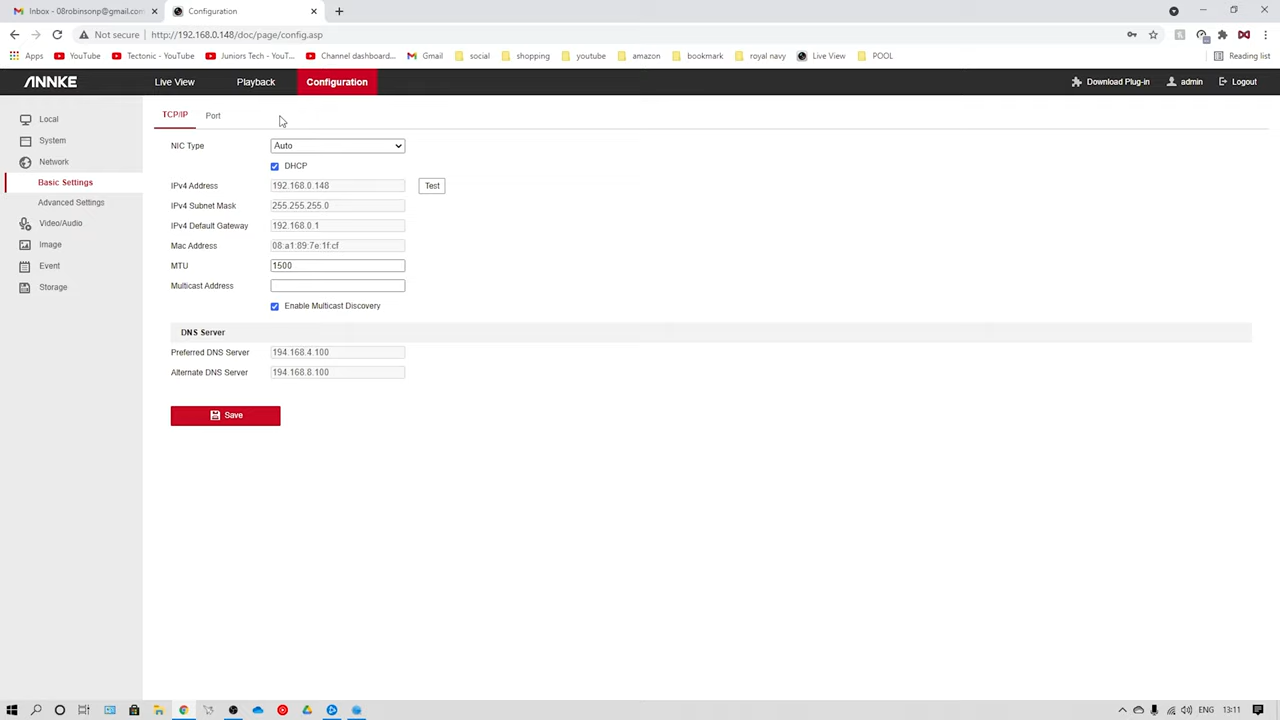 Inbox - 08robinsonp@gmail.com
Configuration
Not secure
http://192.168.0.148/doc/page/config.asp
Apps
YouTube
Tectonic - YouTube
Juniors Tech - YouT...
Channel dashboard...
Gmail
social
shopping
youtube
amazon
bookmark
royal navy
Live View
POOL
Reading list
ANNKE
Live View
Playback
Configuration
Download Plug-in
admin
Logout
Local
System
Network
Basic Settings
Advanced Settings
Video/Audio
Image
Event
Storage
TCP/IP
Port
NIC Type
Auto
DHCP
IPv4 Address
192.168.0.148
Test
IPv4 Subnet Mask
255.255.255.0
IPv4 Default Gateway
192.168.0.1
Mac Address
08:a1:89:7e:1f:cf
MTU
1500
Multicast Address
Enable Multicast Discovery
DNS Server
Preferred DNS Server
194.168.4.100
Alternate DNS Server
194.168.8.100
Save
ENG
13:11